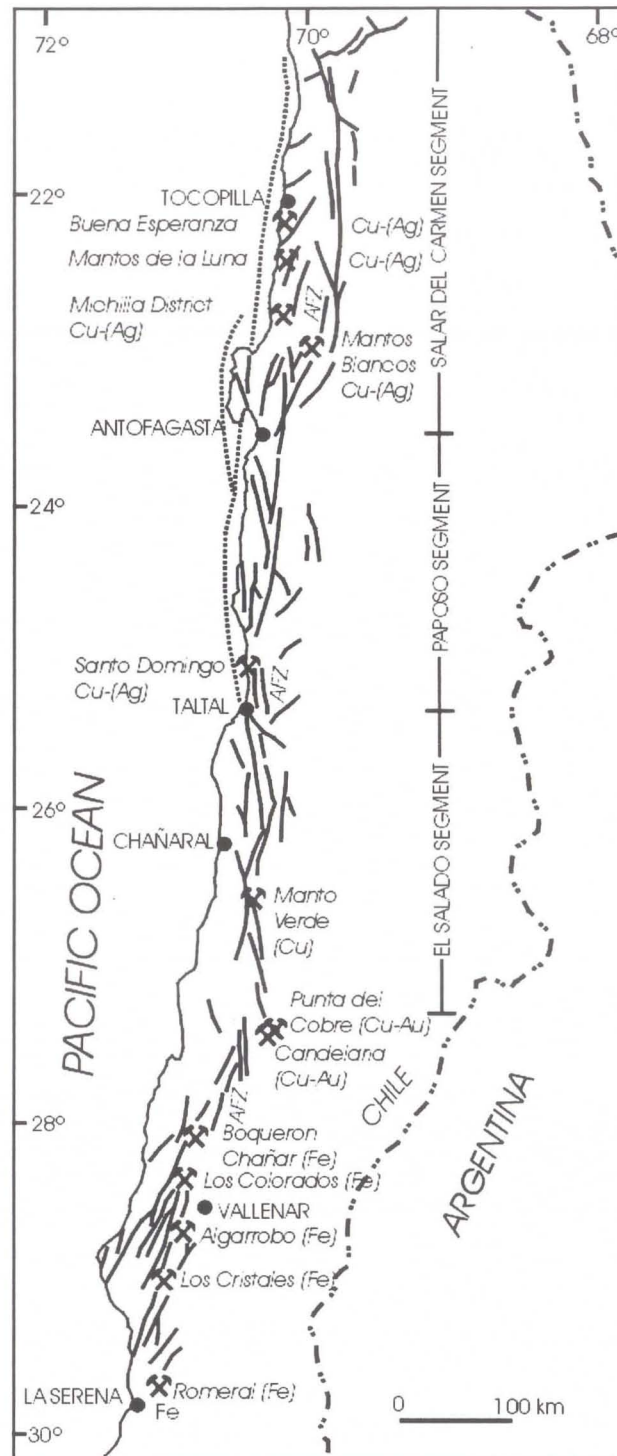 72° 70° 68°
22°
TOCOPILLA
Buena Esperanza Cu-(Ag)
Mantos de la Luna Cu-(Ag)
Michilla District
Cu-(Ag)
AFZ
Mantos
Blancos
Cu-(Ag)
SALAR DEL CARMEN SEGMENT
ANTOFAGASTA
24°
PAPOSO SEGMENT
Santo Domingo
Cu-(Ag)
AFZ
TALTAL
26°
PACIFIC OCEAN
CHAÑARAL
EL SALADO SEGMENT
Manto
Verde
(Cu)
Punta del
Cobre (Cu-Au)
Candelaria
(Cu-Au)
AFZ
CHILE
ARGENTINA
28°
Boqueron
Chañar (Fe)
Los Colorados (Fe)
VALLENAR
Algarrobo (Fe)
Los Cristales (Fe)
LA SERENA
Romeral (Fe)
Fe
0 100 km
30°